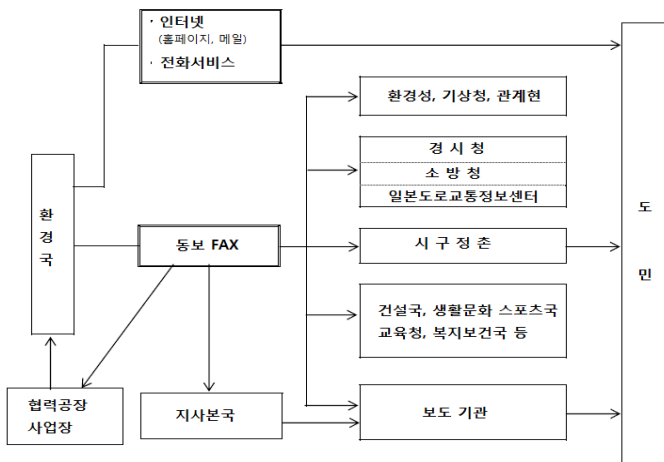 · 인터넷
(홈페이지, 메일)
· 전화서비스
환경성, 기상청, 관계현
경 시 청
소 방 청
일본도로교통정보센터
환
경
국
동보 FAX
시 구 정 촌
도
민
건설국, 생활문화 스포츠국
교육청, 복지보건국 등
협력공장
사업장
지사본국
보도 기관